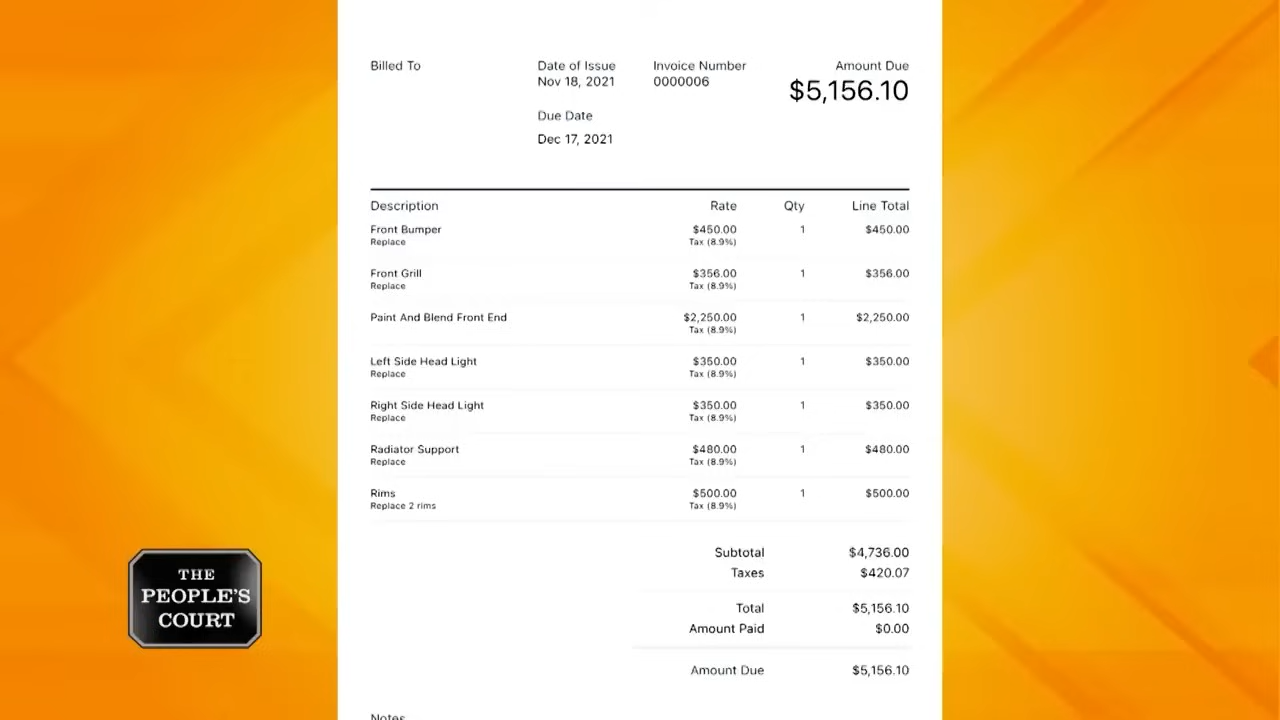 Billed To
Date of Issue
Nov 18, 2021
Invoice Number
0000006
Amount Due
$5,156.10
Due Date
Dec 17, 2021
Description Rate Qty Line Total
Front Bumper $450.00 1 $450.00
Replace Tax (8.9%)
Front Grill $356.00 1 $356.00
Replace Tax (8.9%)
Paint And Blend Front End $2,250.00 1 $2,250.00
Tax (8.9%)
Left Side Head Light $350.00 1 $350.00
Replace Tax (8.9%)
Right Side Head Light $350.00 1 $350.00
Replace Tax (8.9%)
Radiator Support $480.00 1 $480.00
Replace Tax (8.9%)
Rims $500.00 1 $500.00
Replace 2 rims Tax (8.9%)
Subtotal $4,736.00
Taxes $420.07
Total $5,156.10
Amount Paid $0.00
Amount Due $5,156.10
Notes
THE
PEOPLE'S
COURT